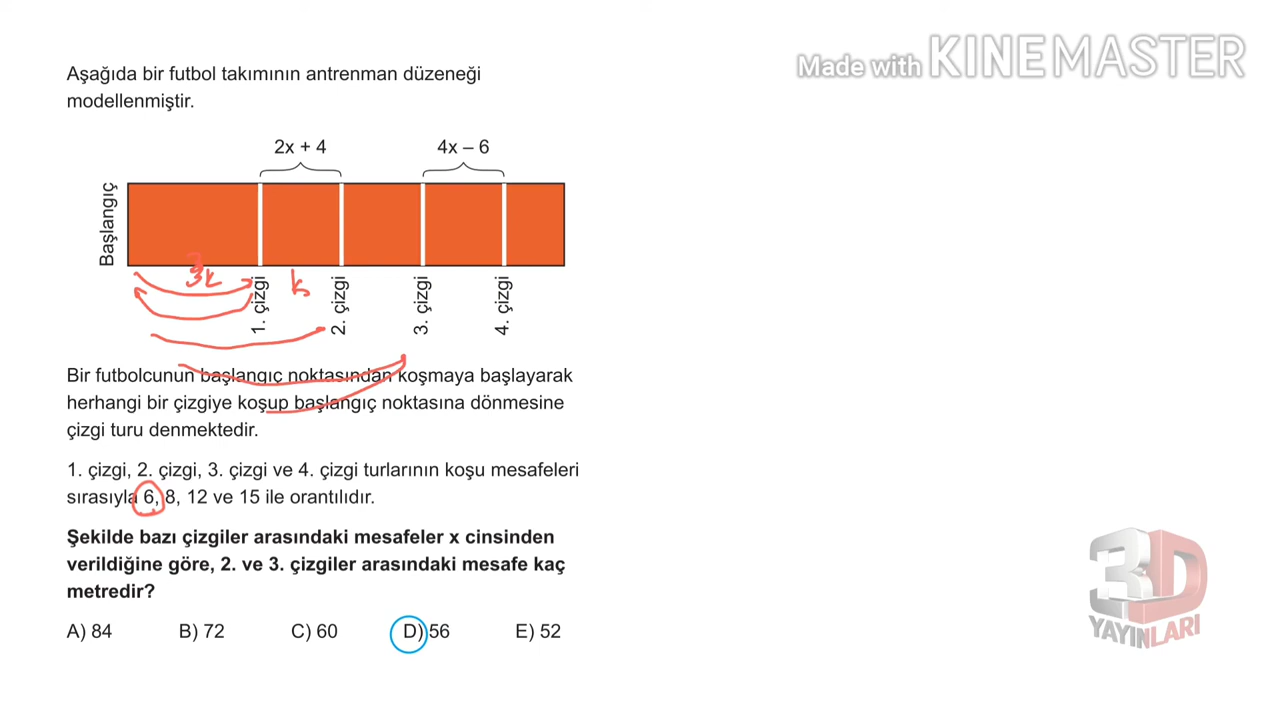 Made with KINEMASTER
Aşağıda bir futbol takımının antrenman düzeneği
modellenmiştir.
2x + 4
4x – 6
Başlangıç
3k
k
1. çizgi
2. çizgi
3. çizgi
4. çizgi
Bir futbolcunun başlangıç noktasından koşmaya başlayarak
herhangi bir çizgiye koşup başlangıç noktasına dönmesine
çizgi turu denmektedir.
1. çizgi, 2. çizgi, 3. çizgi ve 4. çizgi turlarının koşu mesafeleri
sırasıyla 6, 8, 12 ve 15 ile orantılıdır.
Şekilde bazı çizgiler arasındaki mesafeler x cinsinden
verildiğine göre, 2. ve 3. çizgiler arasındaki mesafe kaç
metredir?
A) 84 B) 72 C) 60 D) 56 E) 52
3D
YAYINLARI